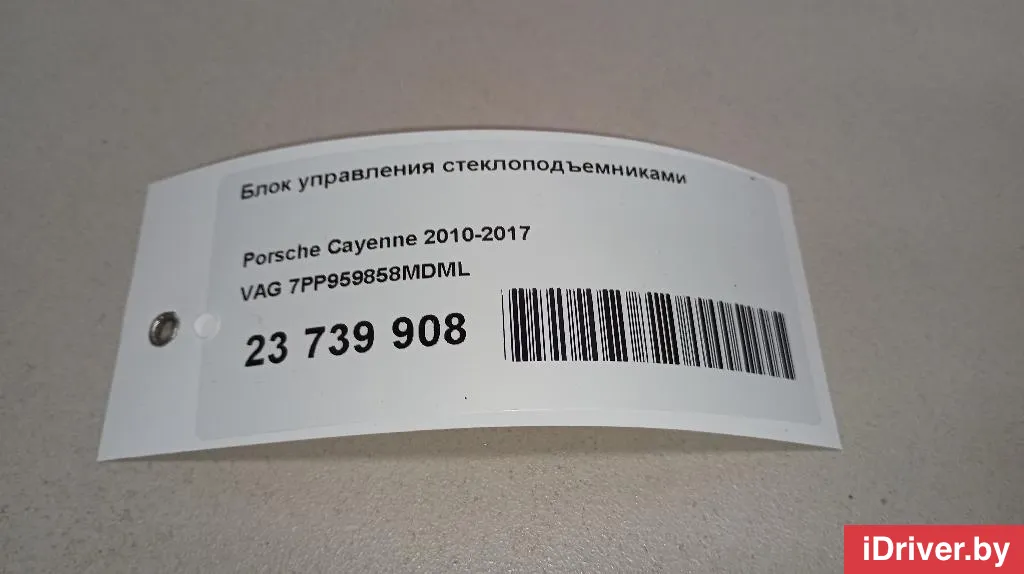 Блок управления стеклоподъемниками
Porsche Cayenne 2010-2017
VAG 7PP959858MDML
23 739 908
iDriver.by